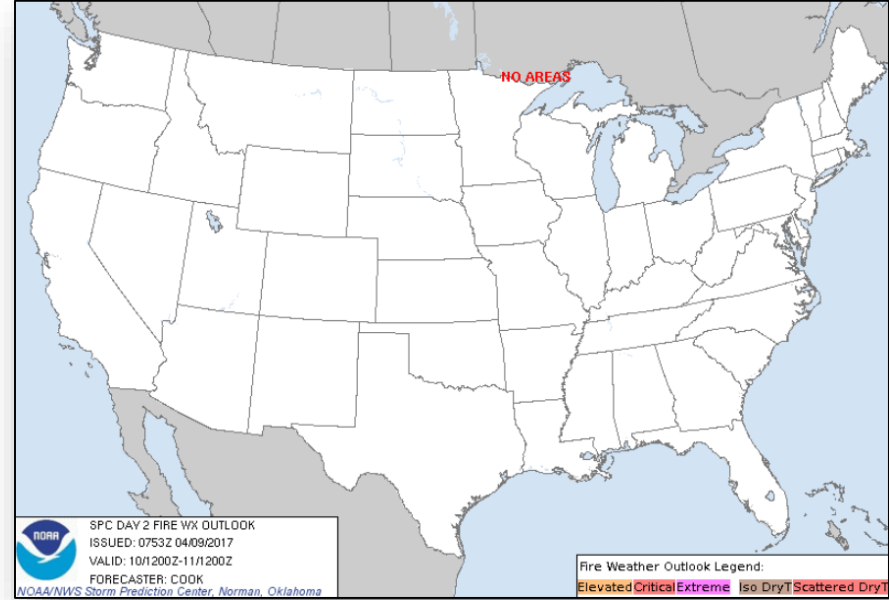 NO AREAS
NOAA
SPC DAY 2 FIRE WX OUTLOOK
ISSUED: 0753Z 04/09/2017
VALID: 10/1200Z-11/1200Z
FORECASTER: COOK
NOAA/NWS Storm Prediction Center, Norman, Oklahoma
Fire Weather Outlook Legend:
Elevated Critical Extreme Iso DryT Scattered DryT